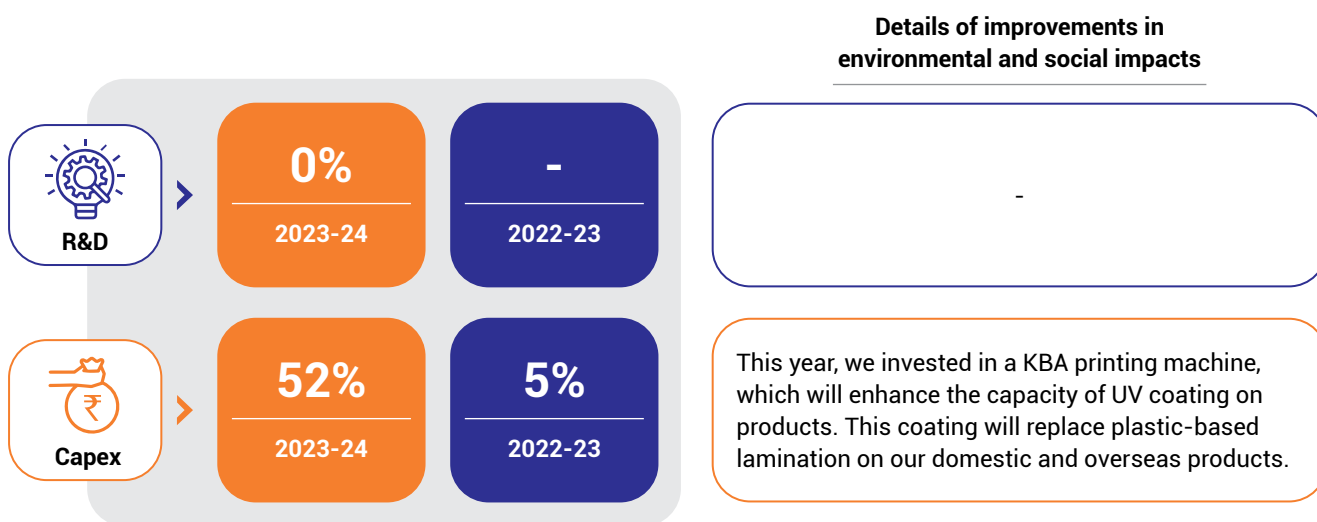 Details of improvements in
environmental and social impacts
R&D
0%
2023-24
-
2022-23
-
Capex
₹
52%
2023-24
5%
2022-23
This year, we invested in a KBA printing machine,
which will enhance the capacity of UV coating on
products. This coating will replace plastic-based
lamination on our domestic and overseas products.